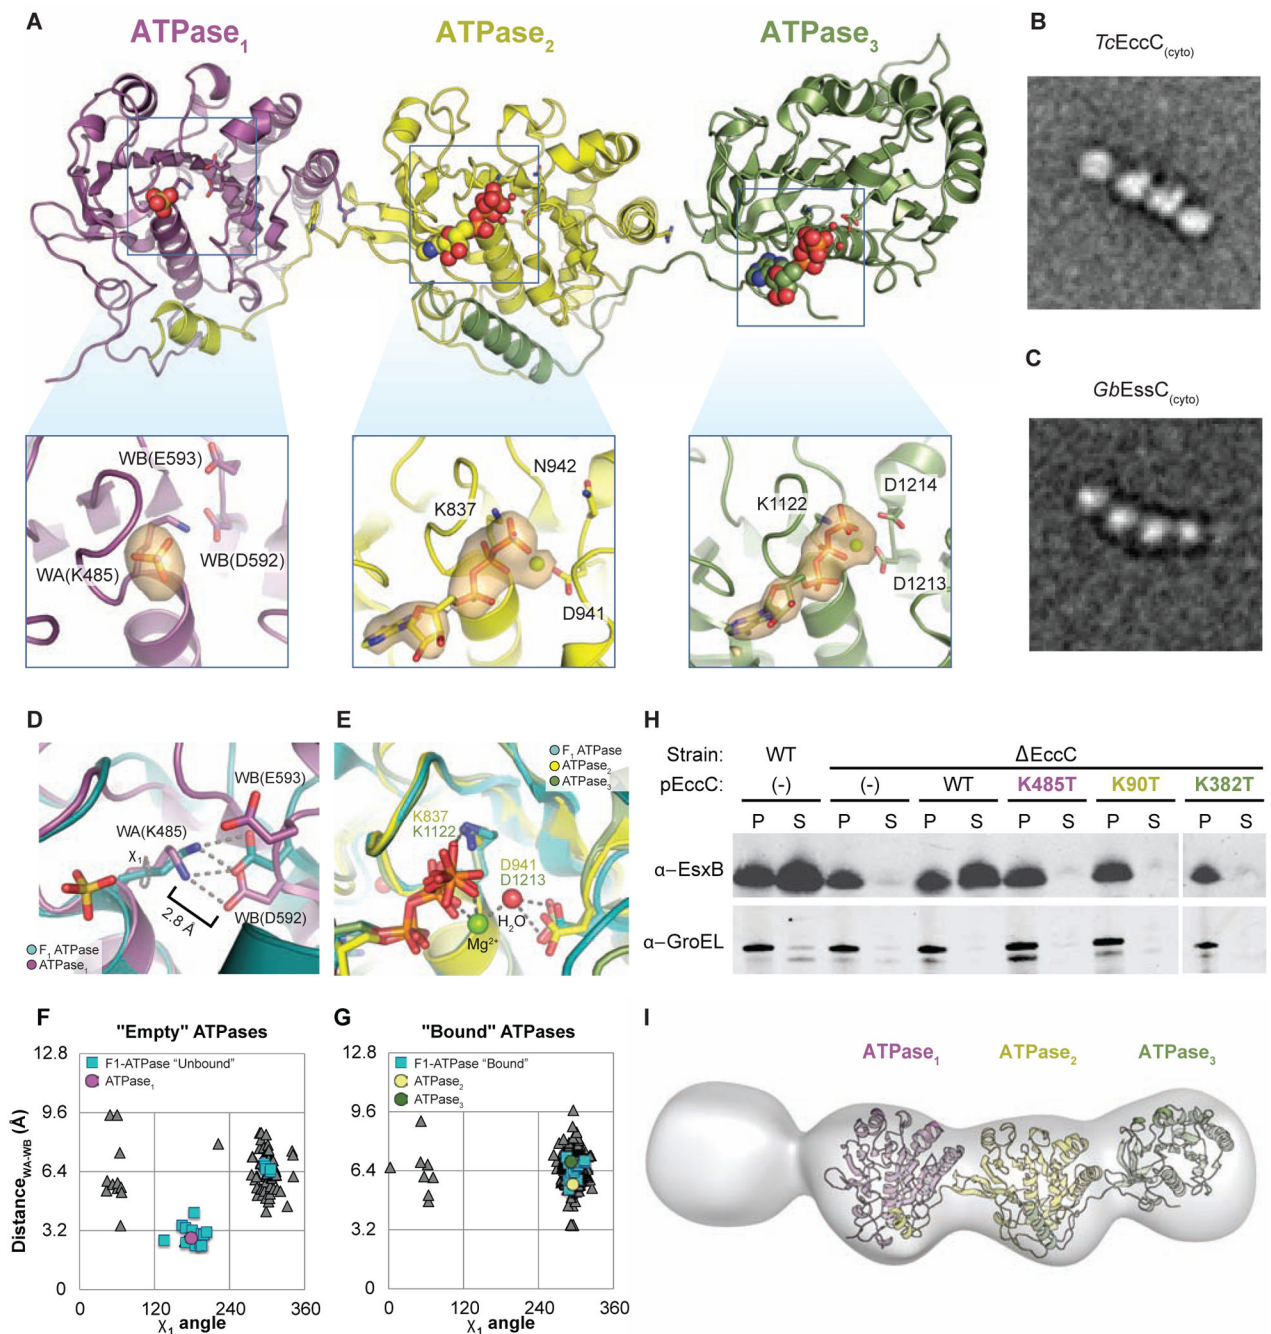 A
ATPase1
ATPase2
ATPase3
B
TcEccC(cyto)
C
GbEssC(cyto)
WB(E593)
WA(K485)
WB(D592)
N942
K837
D941
D1214
K1122
D1213
D
WB(E593)
WA(K485)
χ1
2.8 Å
WB(D592)
F1 ATPase
ATPase1
E
F1 ATPase
ATPase2
ATPase3
K837
K1122
D941
D1213
H2O
Mg2+
H
Strain: WT ΔEccC
pEccC: (-) (-) WT K485T K90T K382T
P S P S P S P S P S P S
α–EsxB
α–GroEL
F
"Empty" ATPases
F1-ATPase "Unbound"
ATPase1
DistanceWA-WB (Å)
12.8
9.6
6.4
3.2
0
0 120 240 360
χ1 angle
G
"Bound" ATPases
F1-ATPase "Bound"
ATPase2
ATPase3
12.8
9.6
6.4
3.2
0
0 120 240 360
χ1 angle
I
ATPase1
ATPase2
ATPase3